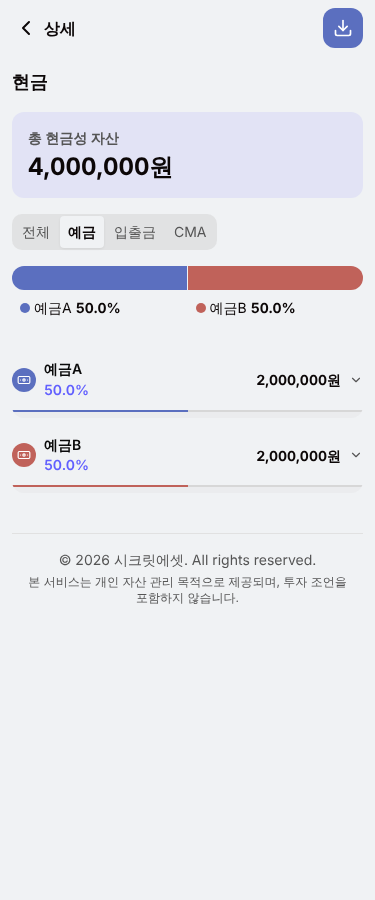 상세
현금
총 현금성 자산
4,000,000원
전체 예금 입출금 CMA
예금A 50.0% 예금B 50.0%
예금A
50.0%
2,000,000원
예금B
50.0%
2,000,000원
© 2026 시크릿에셋. All rights reserved.
본 서비스는 개인 자산 관리 목적으로 제공되며, 투자 조언을
포함하지 않습니다.